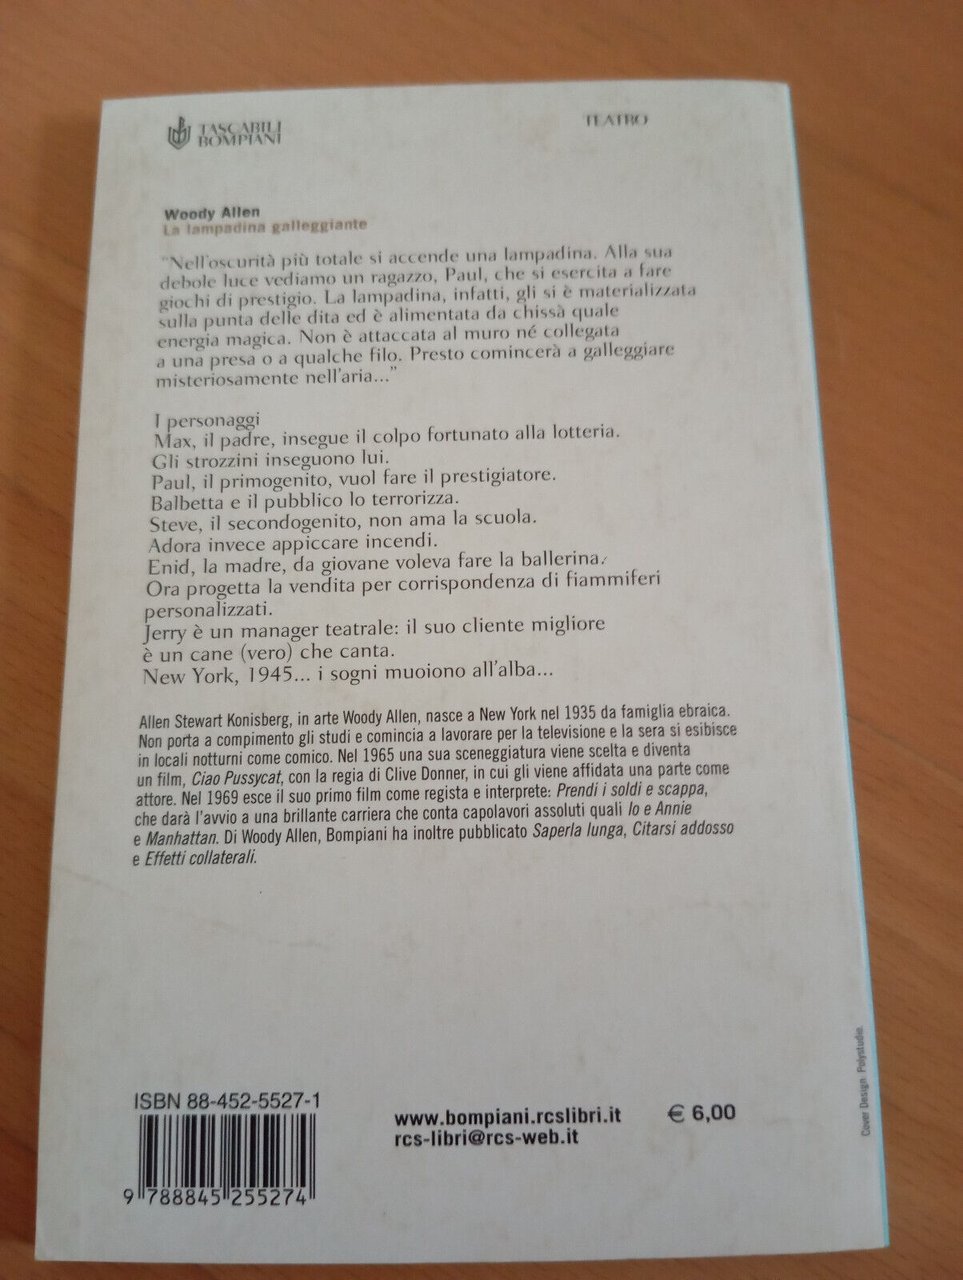 TASCABILI
BOMPIANI
TEATRO
Woody Allen
La lampadina galleggiante
"Nell'oscurità più totale si accende una lampadina. Alla sua
debole luce vediamo un ragazzo, Paul, che si esercita a fare
giochi di prestigio. La lampadina, infatti, gli si è materializzata
sulla punta delle dita ed è alimentata da chissà quale
energia magica. Non è attaccata al muro né collegata
a una presa o a qualche filo. Presto comincerà a galleggiare
misteriosamente nell'aria..."
I personaggi
Max, il padre, insegue il colpo fortunato alla lotteria.
Gli strozzini inseguono lui.
Paul, il primogenito, vuol fare il prestigiatore.
Balbetta e il pubblico lo terrorizza.
Steve, il secondogenito, non ama la scuola.
Adora invece appiccare incendi.
Enid, la madre, da giovane voleva fare la ballerina.
Ora progetta la vendita per corrispondenza di fiammiferi
personalizzati.
Jerry è un manager teatrale: il suo cliente migliore
è un cane (vero) che canta.
New York, 1945... i sogni muoiono all'alba...
Allen Stewart Konisberg, in arte Woody Allen, nasce a New York nel 1935 da famiglia ebraica.
Non porta a compimento gli studi e comincia a lavorare per la televisione e la sera si esibisce
in locali notturni come comico. Nel 1965 una sua sceneggiatura viene scelta e diventa
un film, Ciao Pussycat, con la regia di Clive Donner, in cui gli viene affidata una parte come
attore. Nel 1969 esce il suo primo film come regista e interprete: Prendi i soldi e scappa,
che darà l'avvio a una brillante carriera che conta capolavori assoluti quali Io e Annie
e Manhattan. Di Woody Allen, Bompiani ha inoltre pubblicato Saperla lunga, Citarsi addosso
e Effetti collaterali.
Cover Design Polystudio.
ISBN 88-452-5527-1
www.bompiani.rcslibri.it
rcs-libri@rcs-web.it
€ 6,00
9 788845 255274